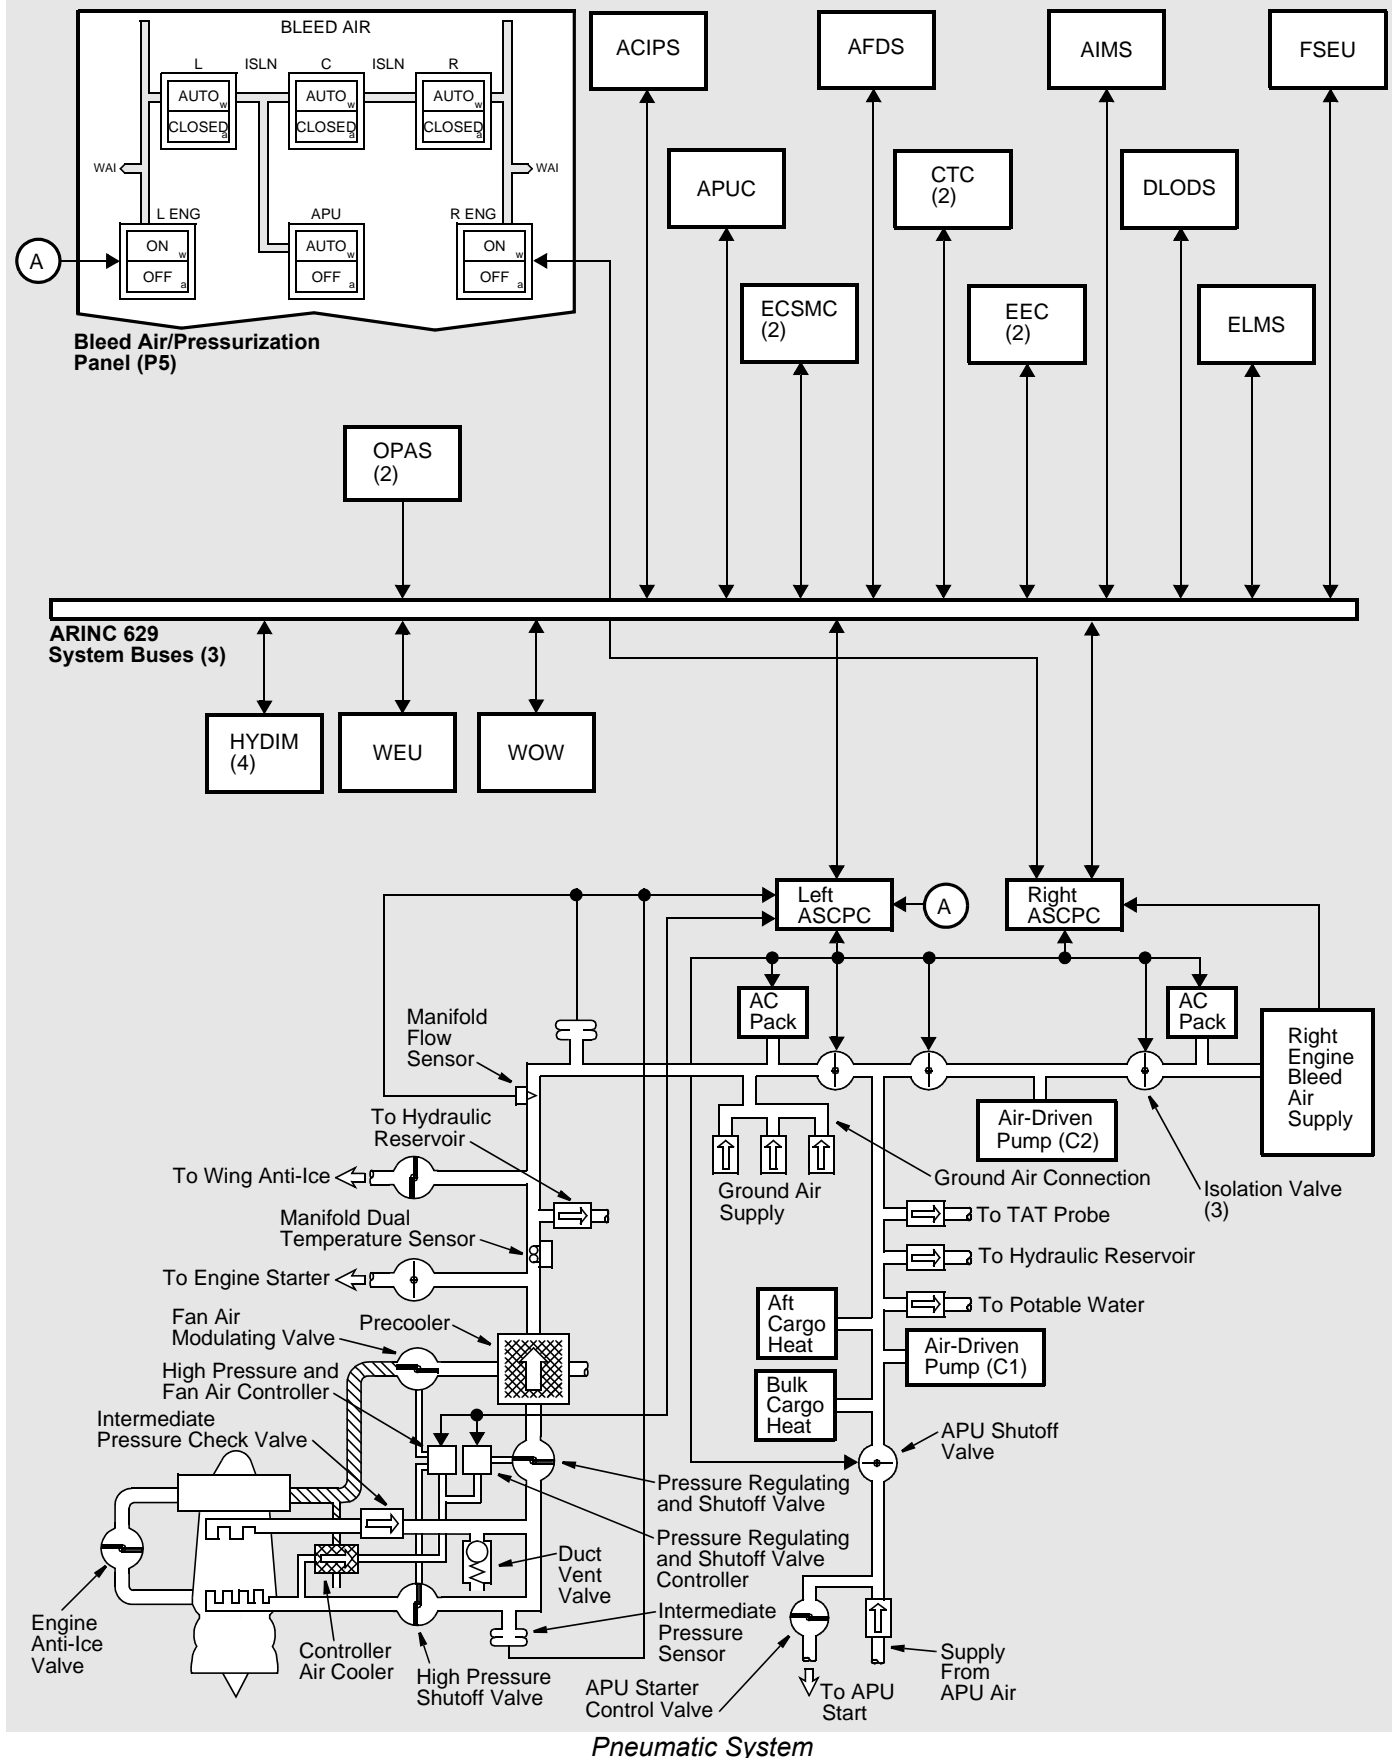 BLEED AIR
L ISLN C ISLN R
AUTO w
CLOSED a
AUTO w
CLOSED a
AUTO w
CLOSED a
WAI
WAI
L ENG
APU
R ENG
ON w
OFF a
AUTO w
OFF a
ON w
OFF a
A
Bleed Air/Pressurization
Panel (P5)
ACIPS
AFDS
AIMS
FSEU
APUC
CTC
(2)
DLODS
ECSMC
(2)
EEC
(2)
ELMS
OPAS
(2)
ARINC 629
System Buses (3)
HYDIM
(4)
WEU
WOW
Left
ASCPC
A
Right
ASCPC
AC
Pack
AC
Pack
Manifold
Flow
Sensor
Right
Engine
Bleed
Air
Supply
To Hydraulic
Reservoir
Air-Driven
Pump (C2)
To Wing Anti-Ice
Ground Air
Supply
Ground Air Connection
Isolation Valve
(3)
Manifold Dual
Temperature Sensor
To TAT Probe
To Hydraulic Reservoir
To Engine Starter
To Potable Water
Fan Air
Modulating Valve
Precooler
Aft
Cargo
Heat
Air-Driven
Pump (C1)
High Pressure and
Fan Air Controller
Bulk
Cargo
Heat
Intermediate
Pressure Check Valve
APU Shutoff
Valve
Pressure Regulating
and Shutoff Valve
Pressure Regulating
and Shutoff Valve
Controller
Duct
Vent
Valve
Engine
Anti-Ice
Valve
Controller
Air Cooler
High Pressure
Shutoff Valve
Intermediate
Pressure
Sensor
APU Starter
Control Valve
To APU
Start
Supply
From
APU Air
Pneumatic System